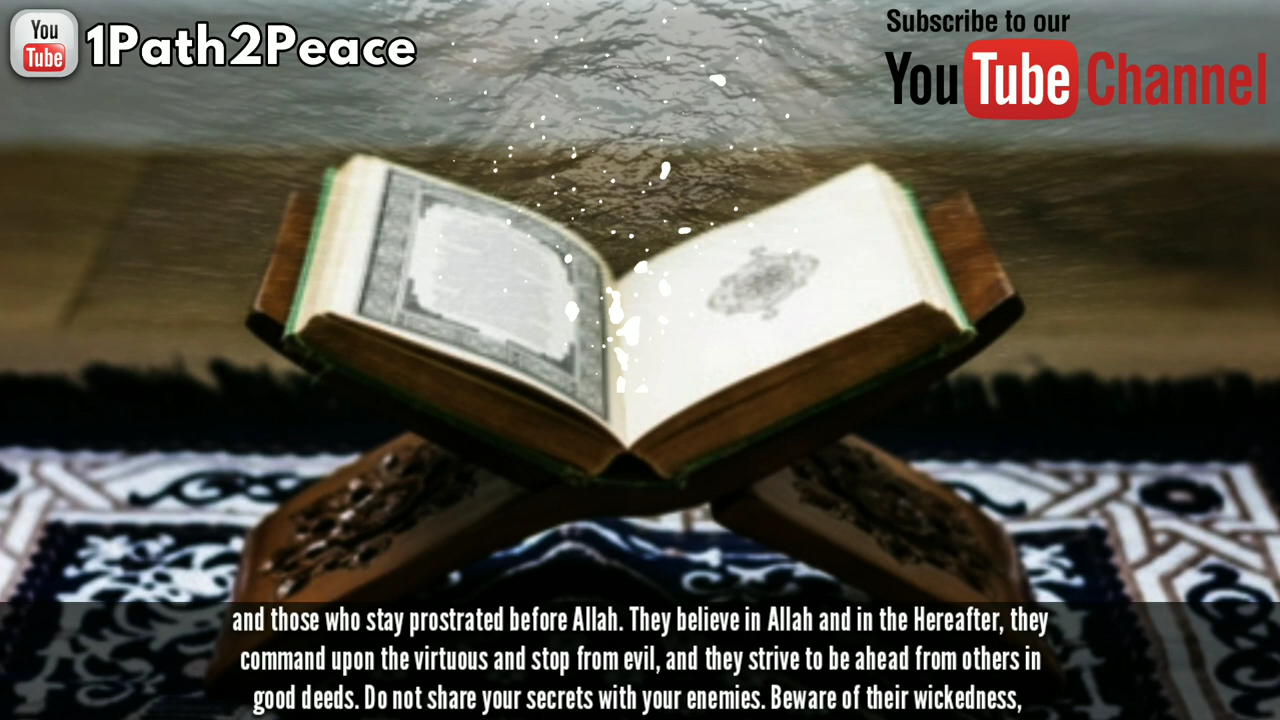 You
Tube
1Path2Peace
Subscribe to our
YouTube Channel
and those who stay prostrated before Allah. They believe in Allah and in the Hereafter, they
command upon the virtuous and stop from evil, and they strive to be ahead from others in
good deeds. Do not share your secrets with your enemies. Beware of their wickedness,